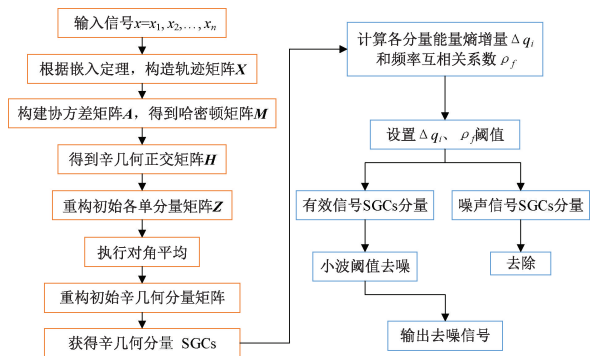 输入信号x=x1, x2,…, xn
根据嵌入定理，构造轨迹矩阵X
构建协方差矩阵A，得到哈密顿矩阵M
得到辛几何正交矩阵H
重构初始各单分量矩阵Z
执行对角平均
重构初始辛几何分量矩阵
获得辛几何分量 SGCs
计算各分量能量熵增量Δqi
和频率互相关系数ρf
设置Δqi、ρf阈值
有效信号SGCs分量
噪声信号SGCs分量
小波阈值去噪
去除
输出去噪信号